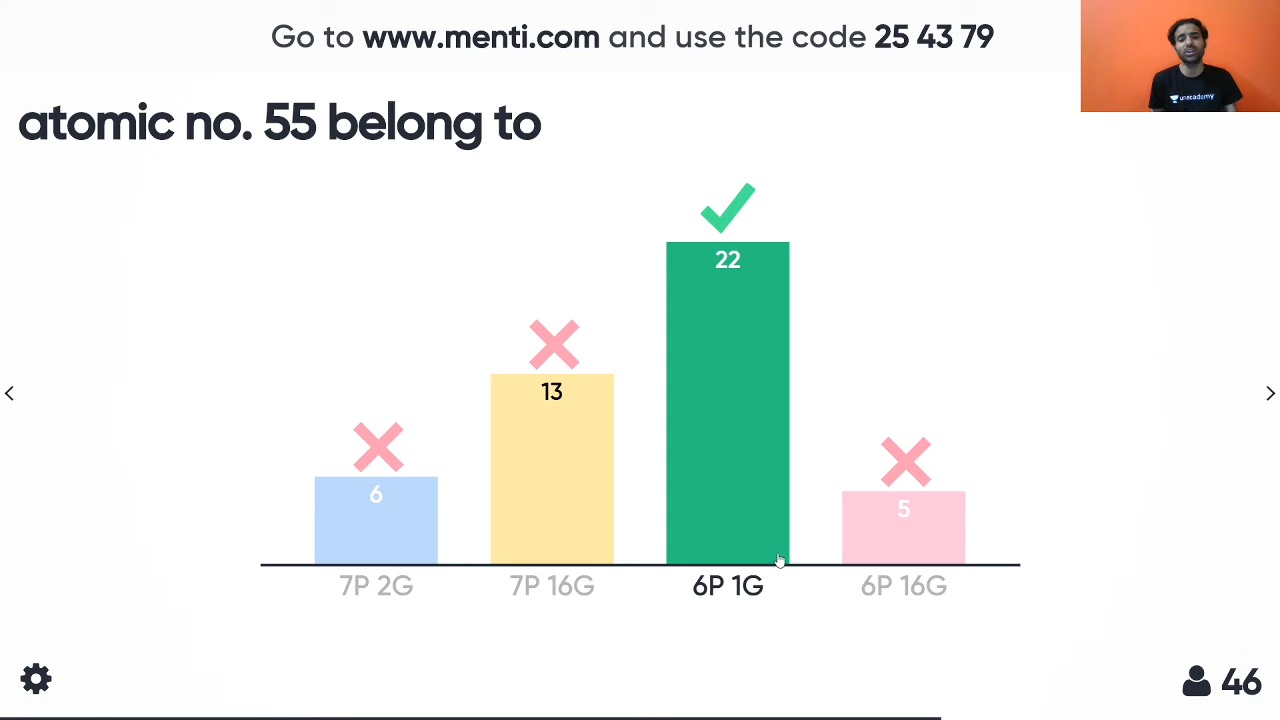 Go to www.menti.com and use the code 25 43 79
unacademy
atomic no. 55 belong to
6
13
22
5
7P 2G
7P 16G
6P 1G
6P 16G
46